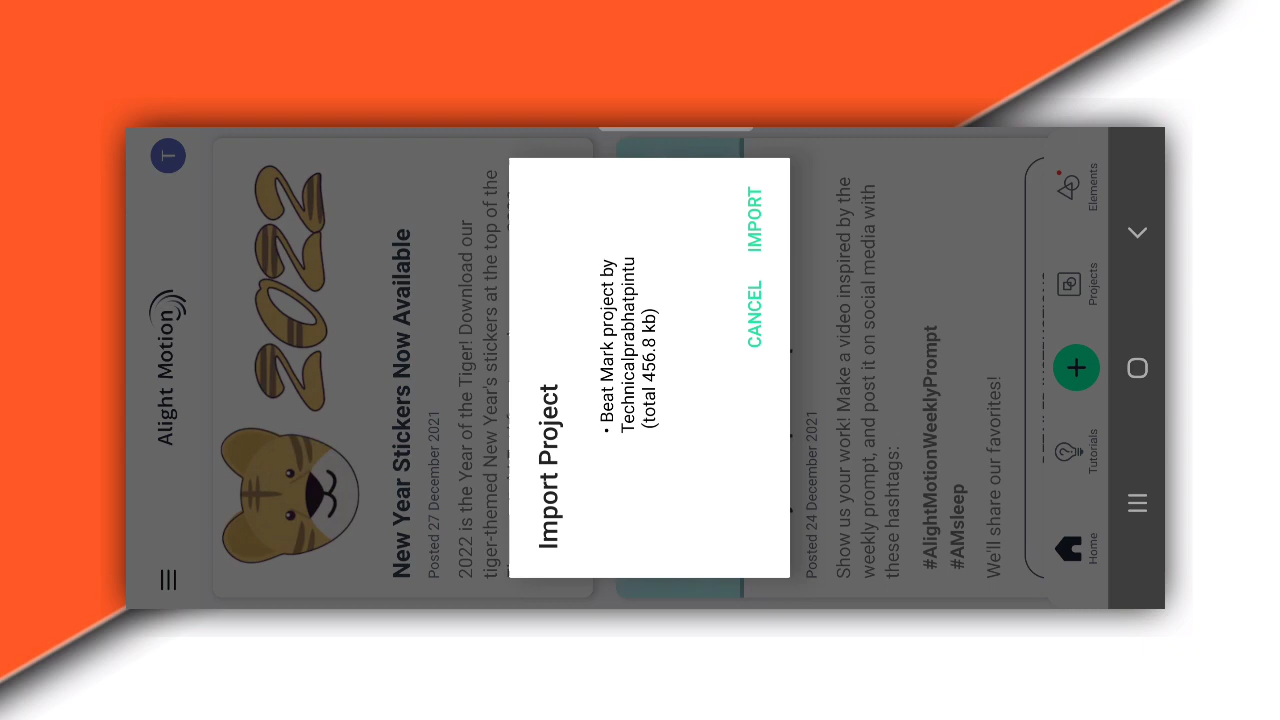 Alight Motion
T
2022
New Year Stickers Now Available
Posted 27 December 2021
2022 is the Year of the Tiger! Download our
tiger-themed New Year's stickers at the top of the
Import Project
• Beat Mark project by
Technicalprabhatpintu
(total 456.8 kb)
CANCEL IMPORT
Posted 24 December 2021
Show us your work! Make a video inspired by the
weekly prompt, and post it on social media with
these hashtags:
#AlightMotionWeeklyPrompt
#AMsleep
We'll share our favorites!
Home
Tutorials
Projects
Elements